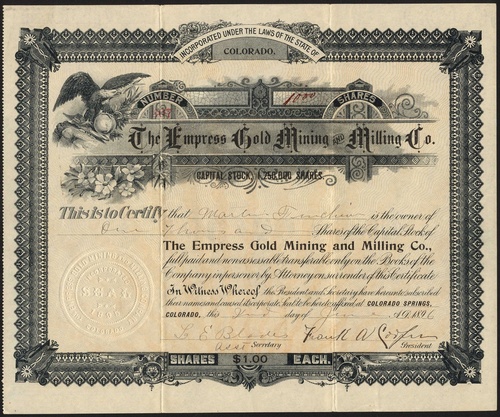 INCORPORATED UNDER THE LAWS OF THE STATE OF
COLORADO.
NUMBER
1000
SHARES
The Empress Gold Mining and Milling Co.
CAPITAL STOCK 1,250,000 SHARES
This Is to Certify that Martin is the owner of
One Thousand Shares of the Capital Stock of
The Empress Gold Mining and Milling Co.,
full paid and nonassessable transferable only on the Books of the
Company in person or by Attorney on surrender of this Certificate
In Witness Whereof the President and Secretary have hereunto subscribed
their names and caused the corporate Seal to be hereto affixed at COLORADO SPRINGS,
COLORADO, this day of 1896
Asst Secretary
Frank President
SHARES $1.00 EACH.
SEAL